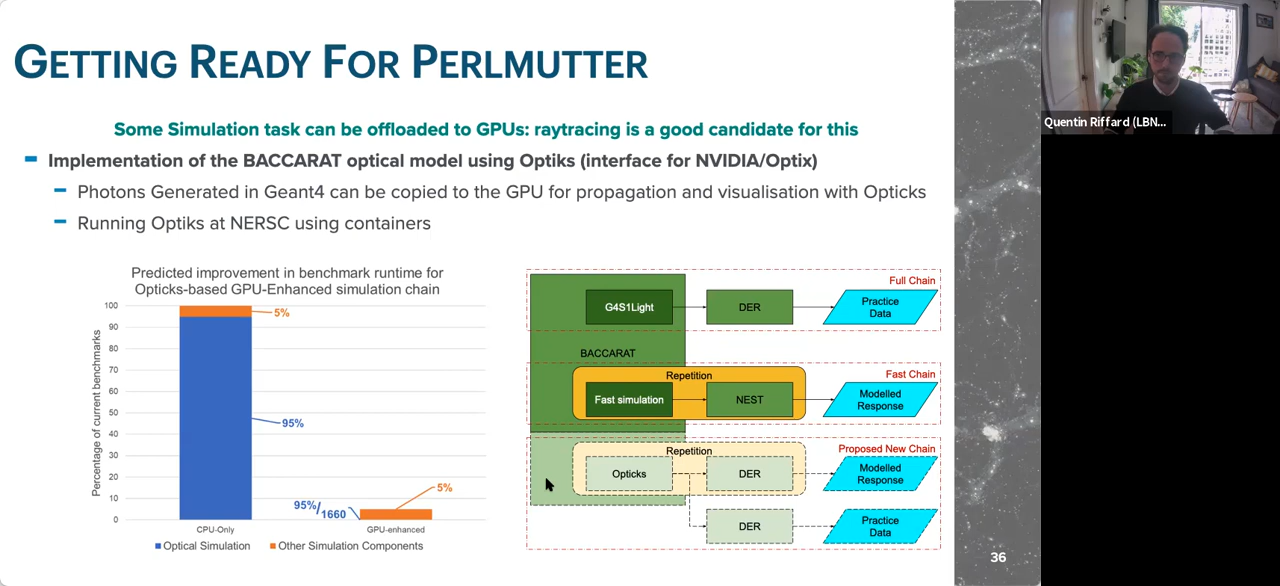 GETTING READY FOR PERLMUTTER
Some Simulation task can be offloaded to GPUs: raytracing is a good candidate for this
Implementation of the BACCARAT optical model using Optiks (interface for NVIDIA/Optix)
Photons Generated in Geant4 can be copied to the GPU for propagation and visualisation with Opticks
Running Optiks at NERSC using containers
Predicted improvement in benchmark runtime for
Opticks-based GPU-Enhanced simulation chain
Percentage of current benchmarks
100
90
80
70
60
50
40
30
20
10
0
5%
95%
95%/1660
5%
CPU-Only
GPU-enhanced
Optical Simulation
Other Simulation Components
Full Chain
G4S1Light
DER
Practice
Data
BACCARAT
Fast Chain
Repetition
Fast simulation
NEST
Modelled
Response
Proposed New Chain
Repetition
Opticks
DER
Modelled
Response
DER
Practice
Data
36
Quentin Riffard (LBN...